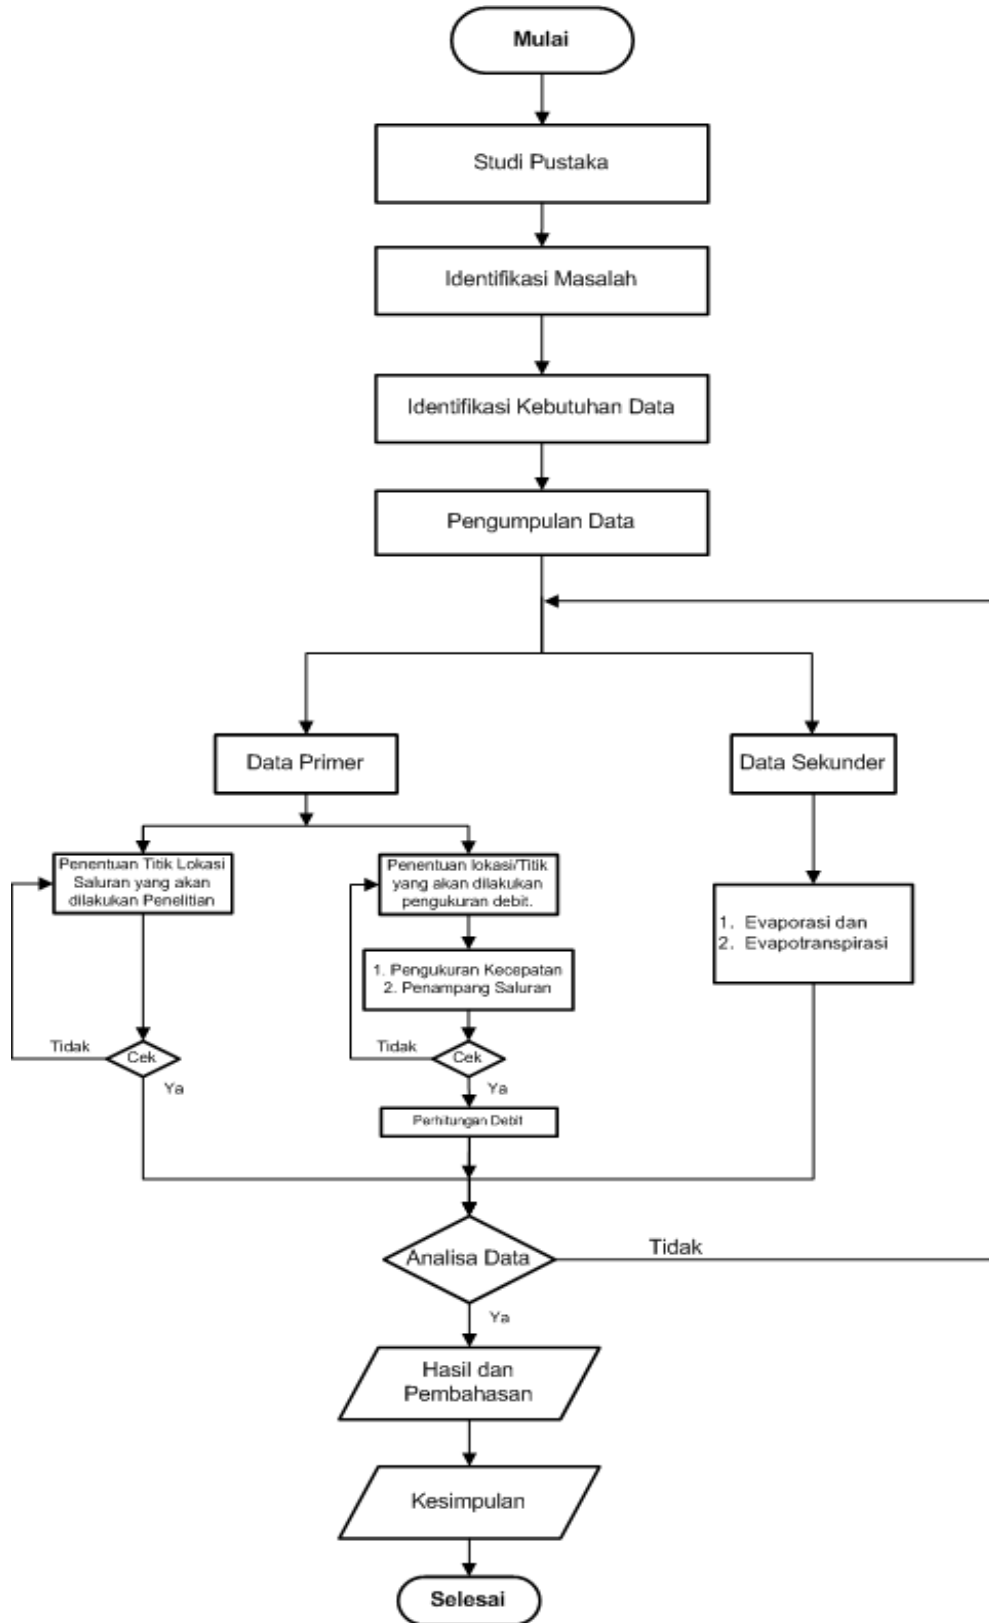 Mulai
Studi Pustaka
Identifikasi Masalah
Identifikasi Kebutuhan Data
Pengumpulan Data
Data Primer
Data Sekunder
Penentuan Titik Lokasi
Saluran yang akan
dilakukan Penelitian
Penentuan lokasi/Titik
yang akan dilakukan
pengukuran debit.
1. Evaporasi dan
2. Evapotranspirasi
1. Pengukuran Kecepatan
2. Penampang Saluran
Tidak
Cek
Ya
Tidak
Cek
Ya
Perhitungan Debit
Analisa Data
Tidak
Ya
Hasil dan
Pembahasan
Kesimpulan
Selesai